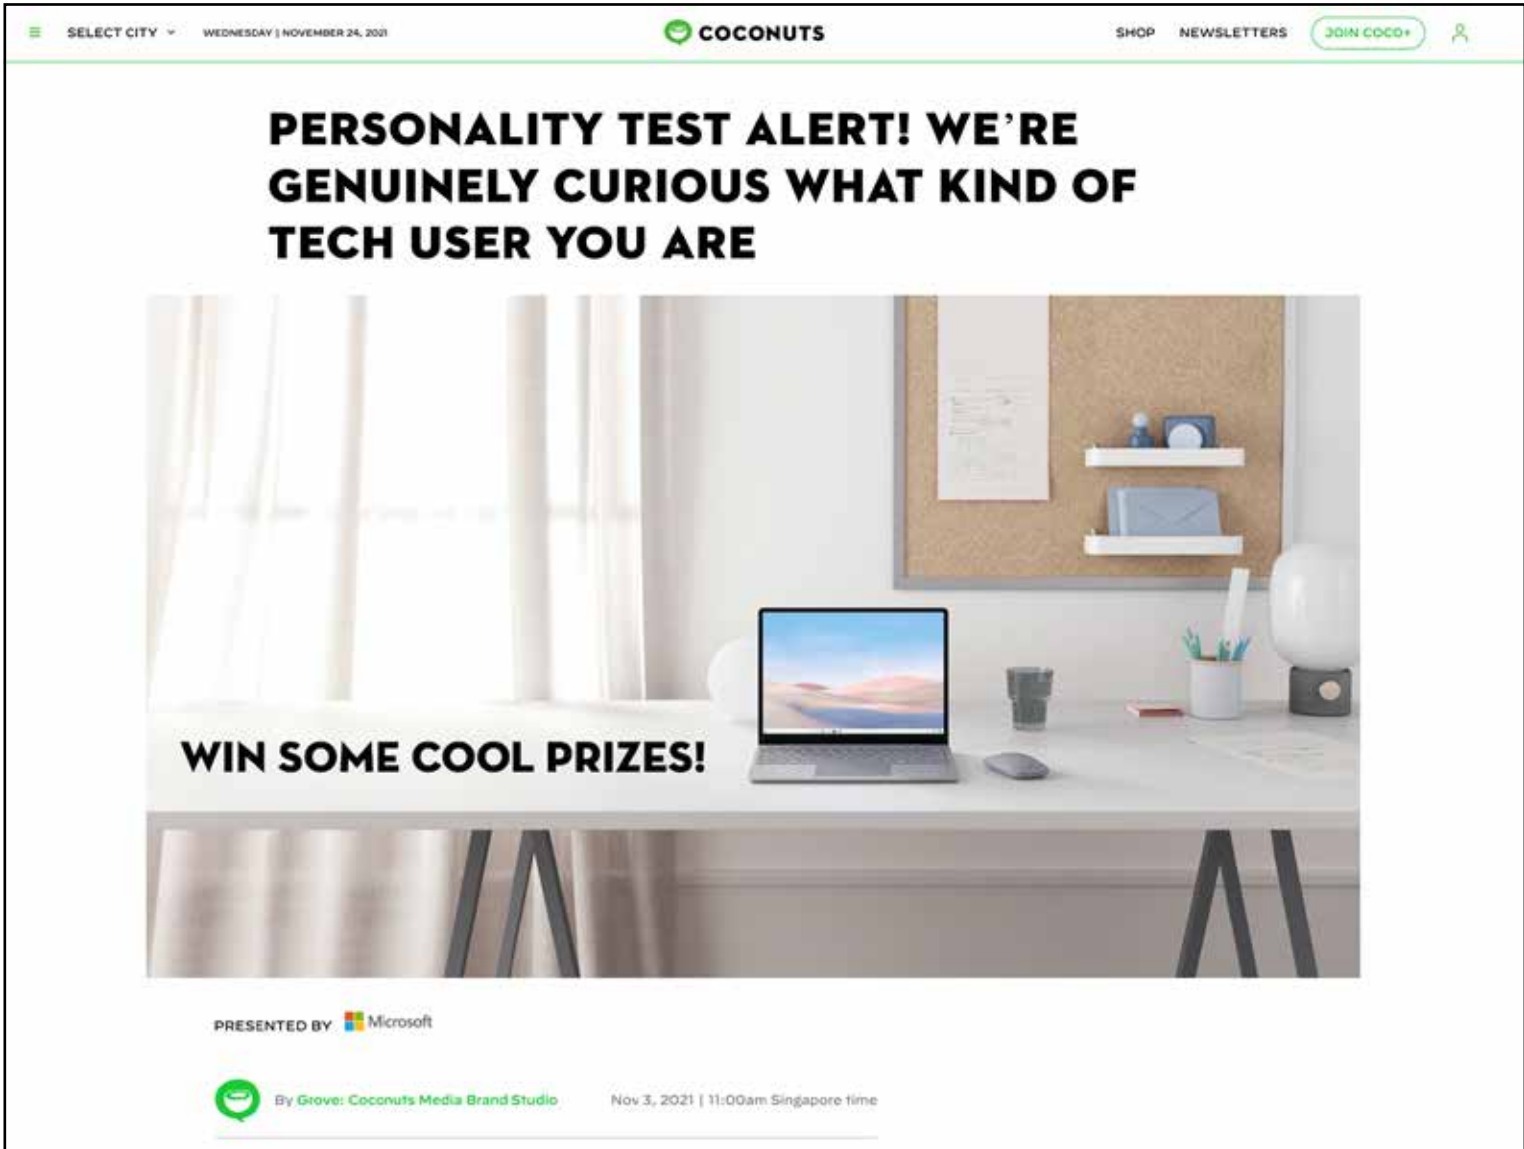 SELECT CITY
WEDNESDAY | NOVEMBER 24, 2021
COCONUTS
SHOP
NEWSLETTERS
JOIN COCO+
PERSONALITY TEST ALERT! WE’RE
GENUINELY CURIOUS WHAT KIND OF
TECH USER YOU ARE
WIN SOME COOL PRIZES!
PRESENTED BY Microsoft
By Grove: Coconuts Media Brand Studio
Nov 3, 2021 | 11:00am Singapore time